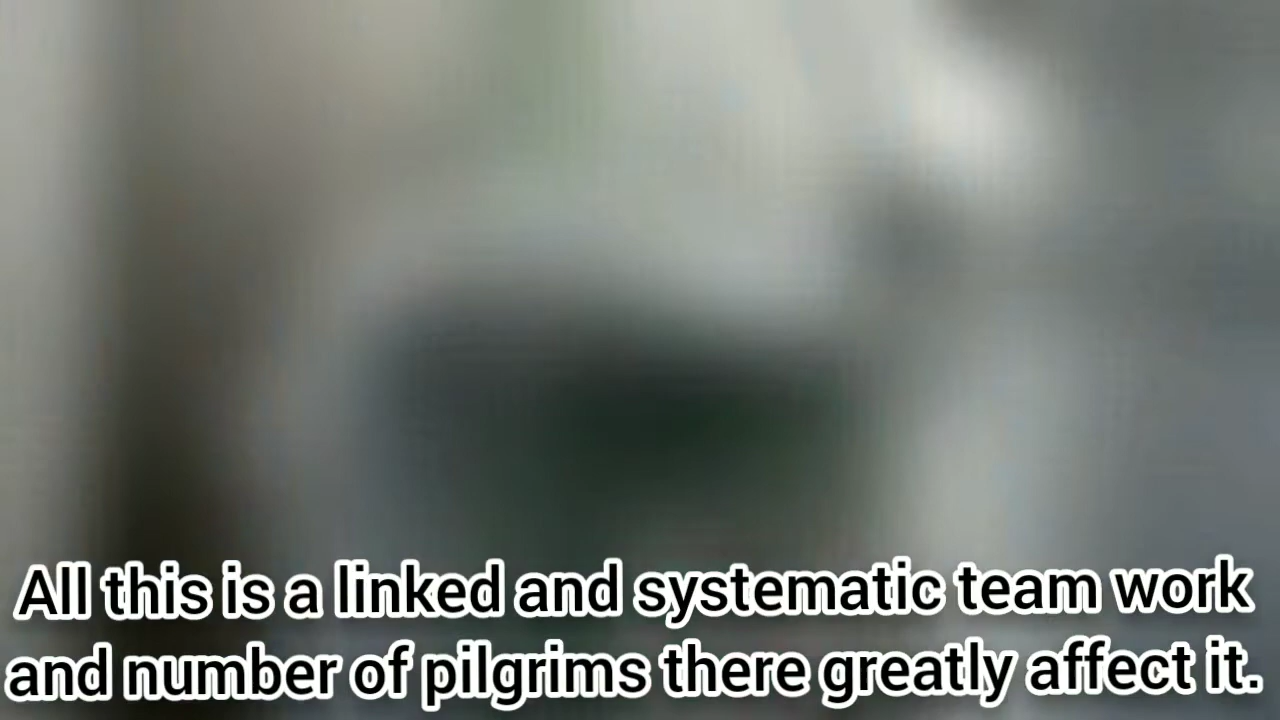 All this is a linked and systematic team work
and number of pilgrims there greatly affect it.